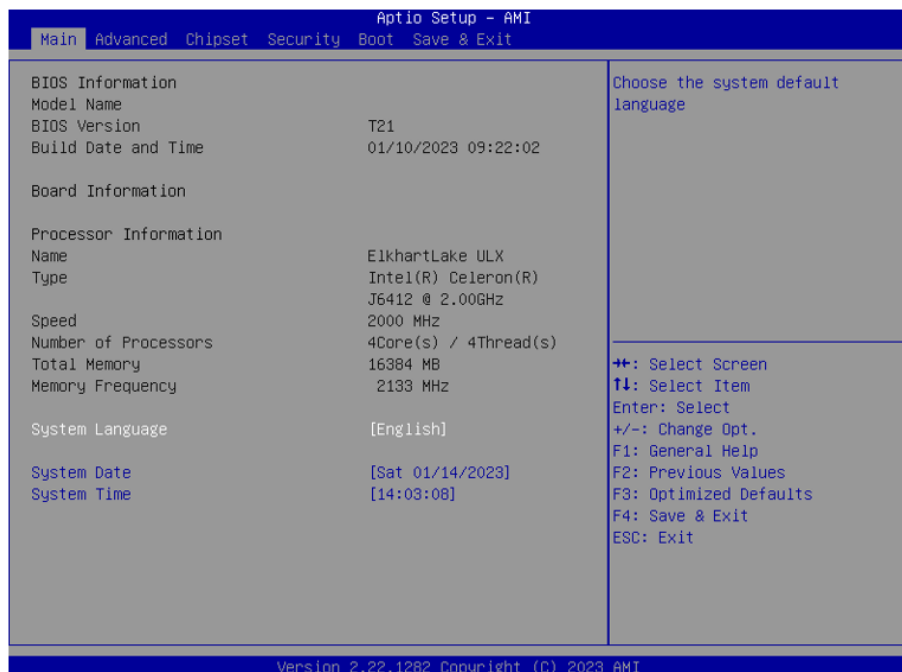 Aptio Setup – AMI
Main Advanced Chipset Security Boot Save & Exit
BIOS Information
Model Name
BIOS Version T21
Build Date and Time 01/10/2023 09:22:02
Board Information
Processor Information
Name ElkhartLake ULX
Type Intel(R) Celeron(R)
J6412 @ 2.00GHz
Speed 2000 MHz
Number of Processors 4Core(s) / 4Thread(s)
Total Memory 16384 MB
Memory Frequency 2133 MHz
System Language [English]
System Date [Sat 01/14/2023]
System Time [14:03:08]
Choose the system default
language
→←: Select Screen
↑↓: Select Item
Enter: Select
+/-: Change Opt.
F1: General Help
F2: Previous Values
F3: Optimized Defaults
F4: Save & Exit
ESC: Exit
Version 2.22.1282 Copyright (C) 2023 AMI